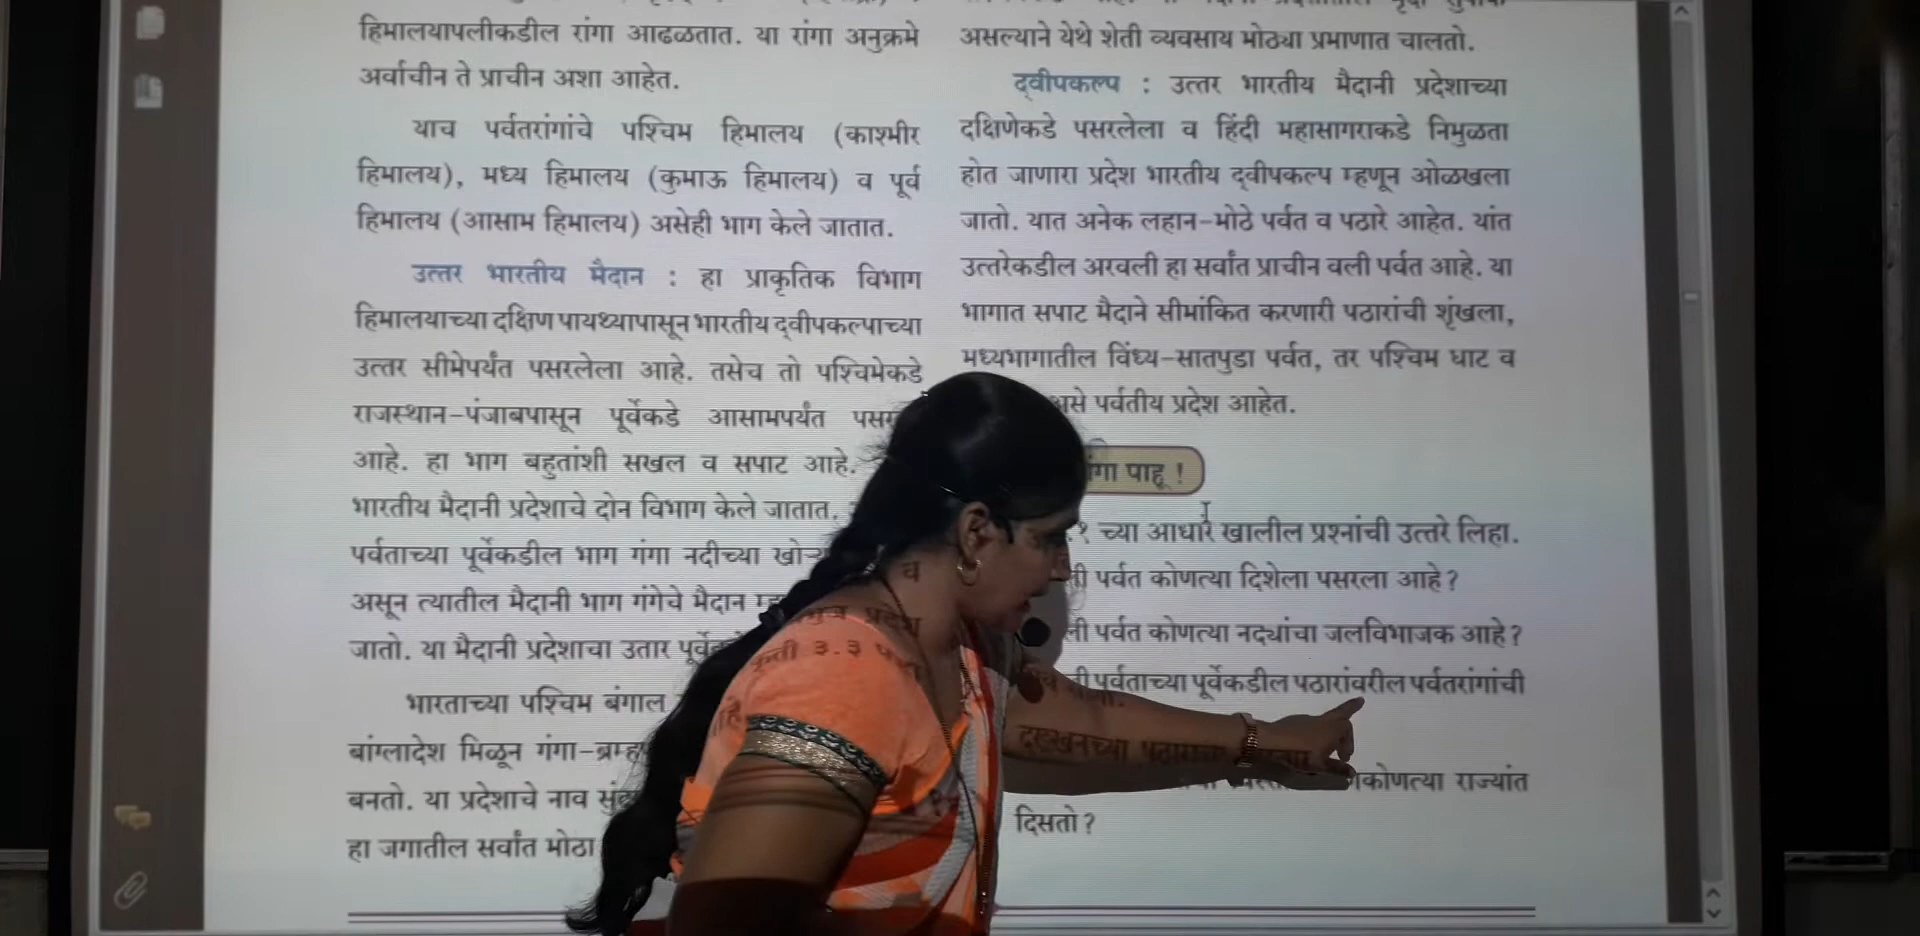 हिमालयापलीकडील रांगा आढळतात. या रांगा अनुक्रमे
अर्वाचीन ते प्राचीन अशा आहेत.
याच पर्वतरांगांचे पश्चिम हिमालय (काश्मीर
हिमालय), मध्य हिमालय (कुमाऊ हिमालय) व पूर्व
हिमालय (आसाम हिमालय) असेही भाग केले जातात.
उत्तर भारतीय मैदान : हा प्राकृतिक विभाग
हिमालयाच्या दक्षिण पायथ्यापासून भारतीय द्वीपकल्पाच्या
उत्तर सीमेपर्यंत पसरलेला आहे. तसेच तो पश्चिमेकडे
राजस्थान-पंजाबपासून पूर्वेकडे आसामपर्यंत
आहे. हा भाग बहुतांशी सखल व सपाट आहे.
भारतीय मैदानी प्रदेशाचे दोन विभाग केले जातात.
पर्वताच्या पूर्वेकडील भाग गंगा नदीच्या
असून त्यातील मैदानी भाग गंगेचे मैदान
जातो. या मैदानी प्रदेशाचा उतार
भारताच्या पश्चिम बंगाल
बांग्लादेश मिळून
बनतो. या प्रदेशाचे नाव
हा जगातील सर्वांत मोठा
असल्याने येथे शेती व्यवसाय मोठ्या प्रमाणात चालतो.
द्वीपकल्प : उत्तर भारतीय मैदानी प्रदेशाच्या
दक्षिणेकडे पसरलेला व हिंदी महासागराकडे निमुळता
होत जाणारा प्रदेश भारतीय द्वीपकल्प म्हणून ओळखला
जातो. यात अनेक लहान-मोठे पर्वत व पठारे आहेत. यांत
उत्तरेकडील अरवली हा सर्वांत प्राचीन वली पर्वत आहे. या
भागात सपाट मैदाने सीमांकित करणारी पठारांची शृंखला,
मध्यभागातील विंध्य-सातपुडा पर्वत, तर पश्चिम घाट व
असे पर्वतीय प्रदेश आहेत.
पाहू !
च्या आधारे खालील प्रश्नांची उत्तरे लिहा.
पर्वत कोणत्या दिशेला पसरला आहे?
पर्वत कोणत्या नद्यांचा जलविभाजक आहे?
पर्वताच्या पूर्वेकडील पठारांवरील पर्वतरांगांची
दख्खनच्या
राज्यांत
दिसतो?